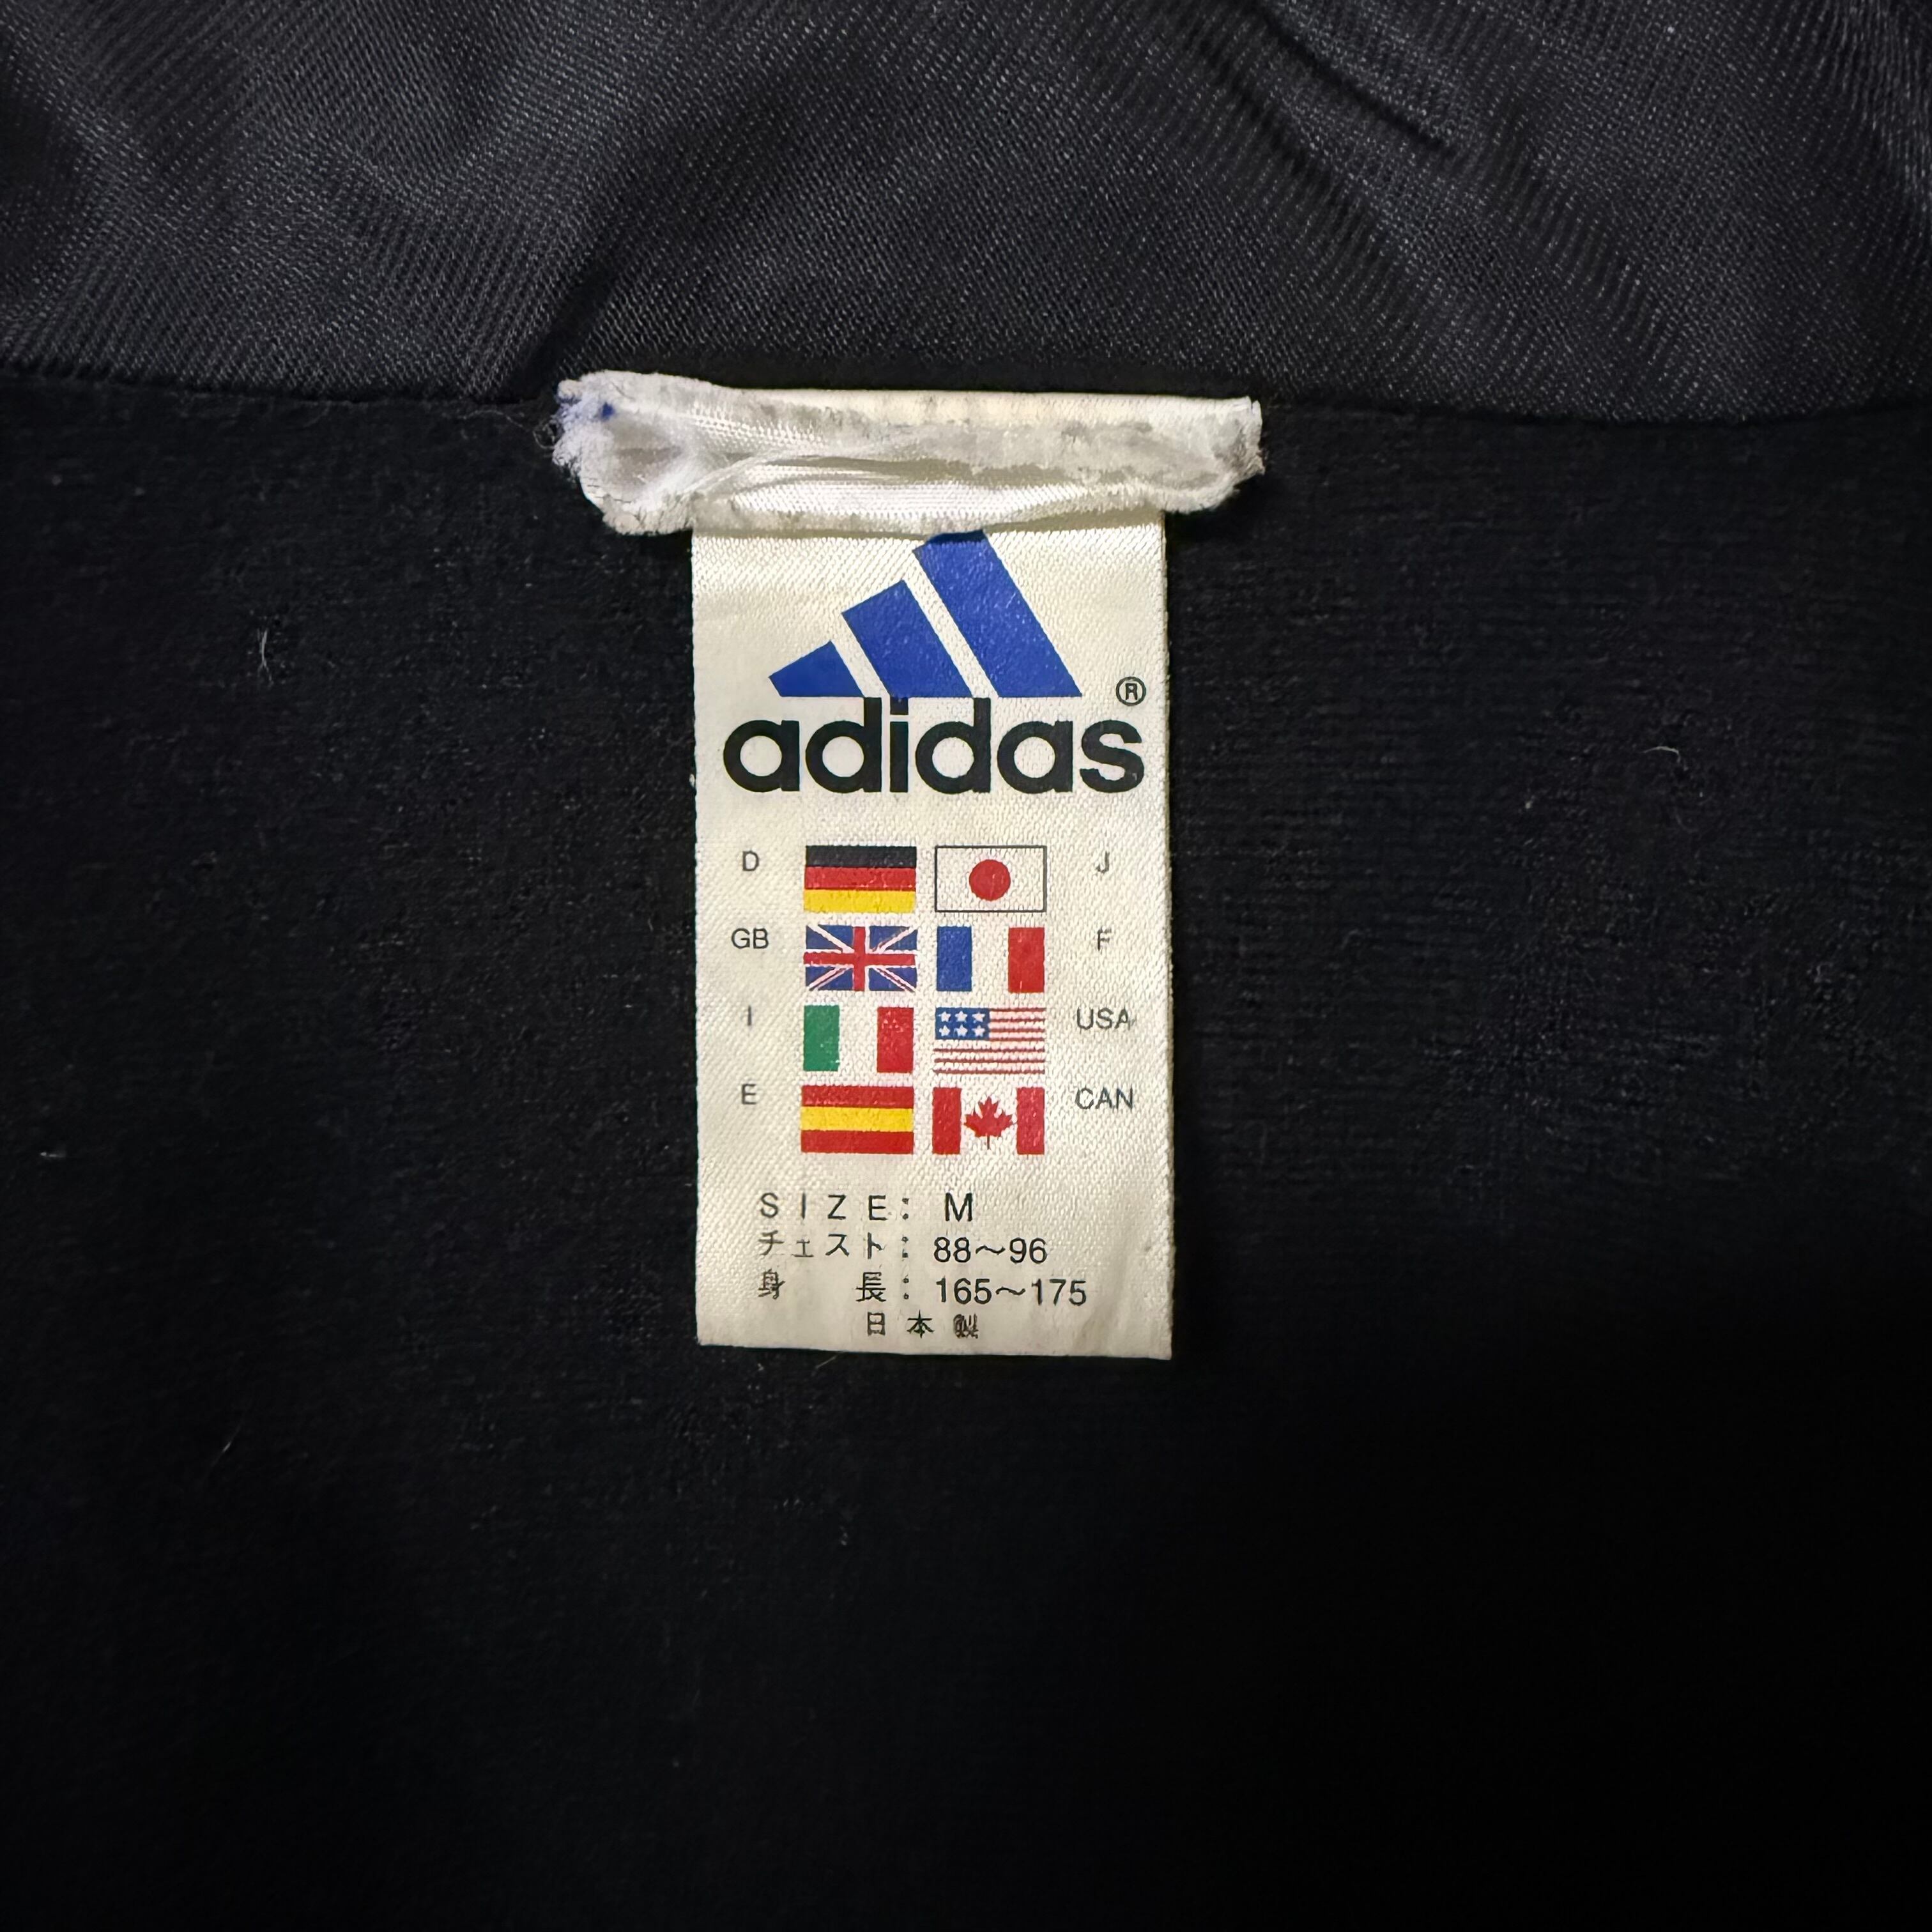 ®
adidas
D J
GB F
I USA
E CAN
SIZE: M
チェスト: 88～96
身長: 165～175
日本製